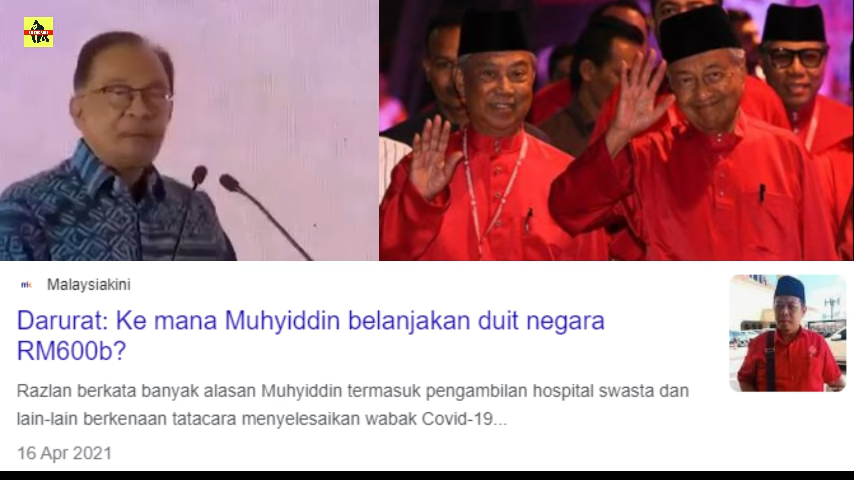 Malaysiakini
Darurat: Ke mana Muhyiddin belanjakan duit negara
RM600b?
Razlan berkata banyak alasan Muhyiddin termasuk pengambilan hospital swasta dan
lain-lain berkenaan tatacara menyelesaikan wabak Covid-19...
16 Apr 2021